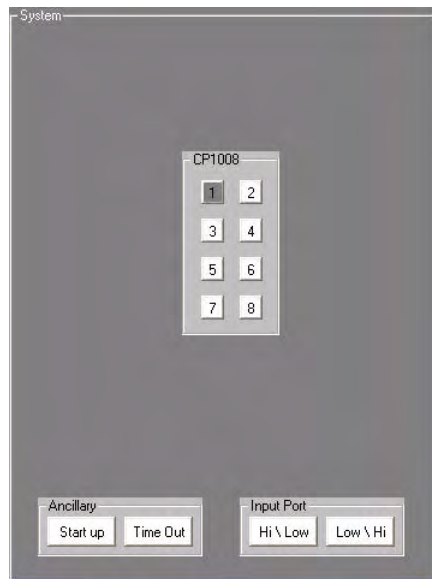 System
CP1008
1 2
3 4
5 6
7 8
Ancillary
Start up Time Out
Input Port
Hi \ Low Low \ Hi